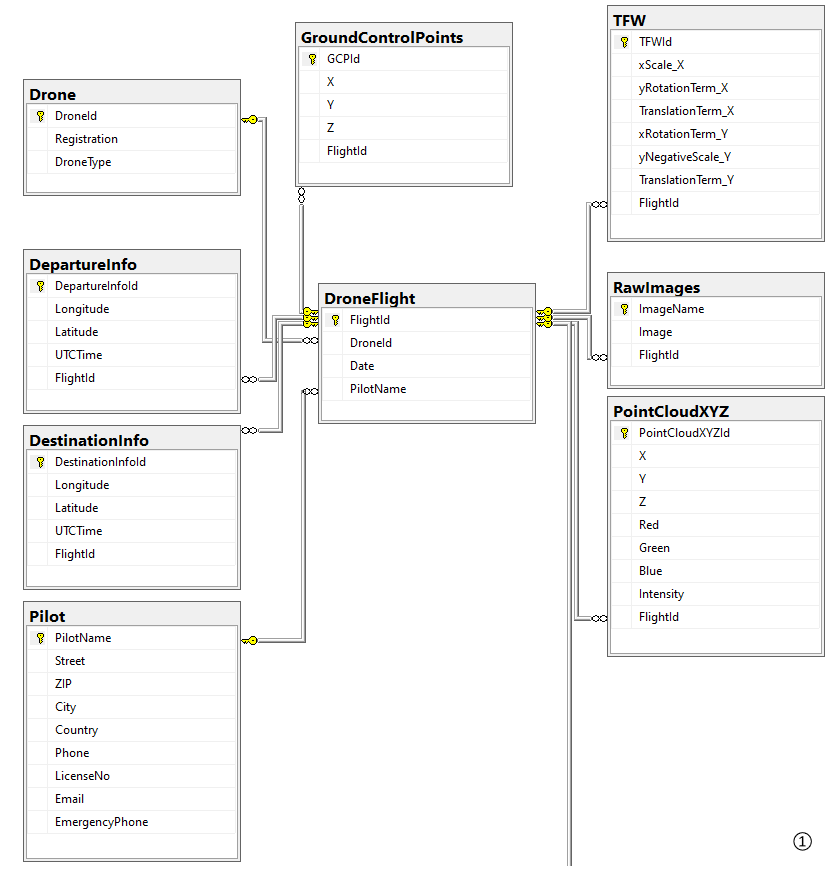 Drone
DroneId
Registration
DroneType
DepartureInfo
DepartureInfoId
Longitude
Latitude
UTCTime
FlightId
DestinationInfo
DestinationInfoId
Longitude
Latitude
UTCTime
FlightId
Pilot
PilotName
Street
ZIP
City
Country
Phone
LicenseNo
Email
EmergencyPhone
GroundControlPoints
GCPId
X
Y
Z
FlightId
DroneFlight
FlightId
DroneId
Date
PilotName
TFW
TFWId
xScale_X
yRotationTerm_X
TranslationTerm_X
xRotationTerm_Y
yNegativeScale_Y
TranslationTerm_Y
FlightId
RawImages
ImageName
Image
FlightId
PointCloudXYZ
PointCloudXYZId
X
Y
Z
Red
Green
Blue
Intensity
FlightId
①